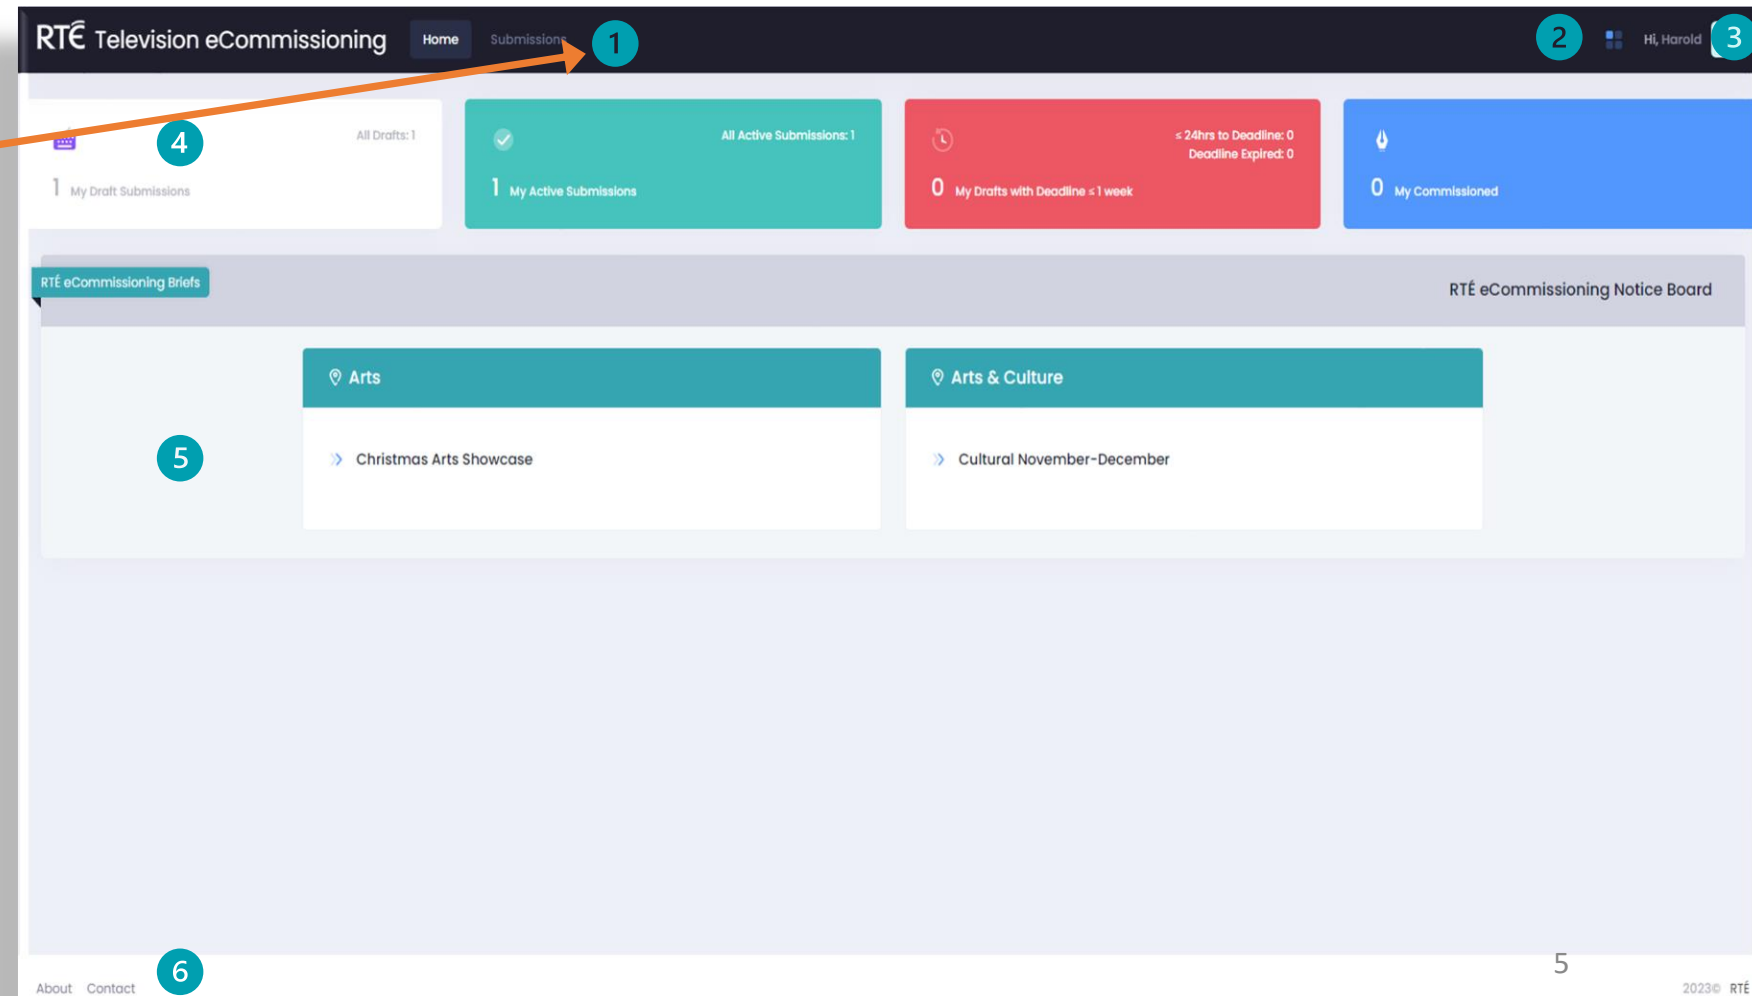 RTÉ Television eCommissioning Home Submissions 1 2 Hi, Harold 3
4 All Drafts: 1
1 My Draft Submissions
All Active Submissions: 1
1 My Active Submissions
≤ 24hrs to Deadline: 0
Deadline Expired: 0
0 My Drafts with Deadline ≤ 1 week
0 My Commissioned
RTÉ eCommissioning Briefs
RTÉ eCommissioning Notice Board
Arts
Christmas Arts Showcase
Arts & Culture
Cultural November-December
5
About Contact 6
5
2023© RTÉ